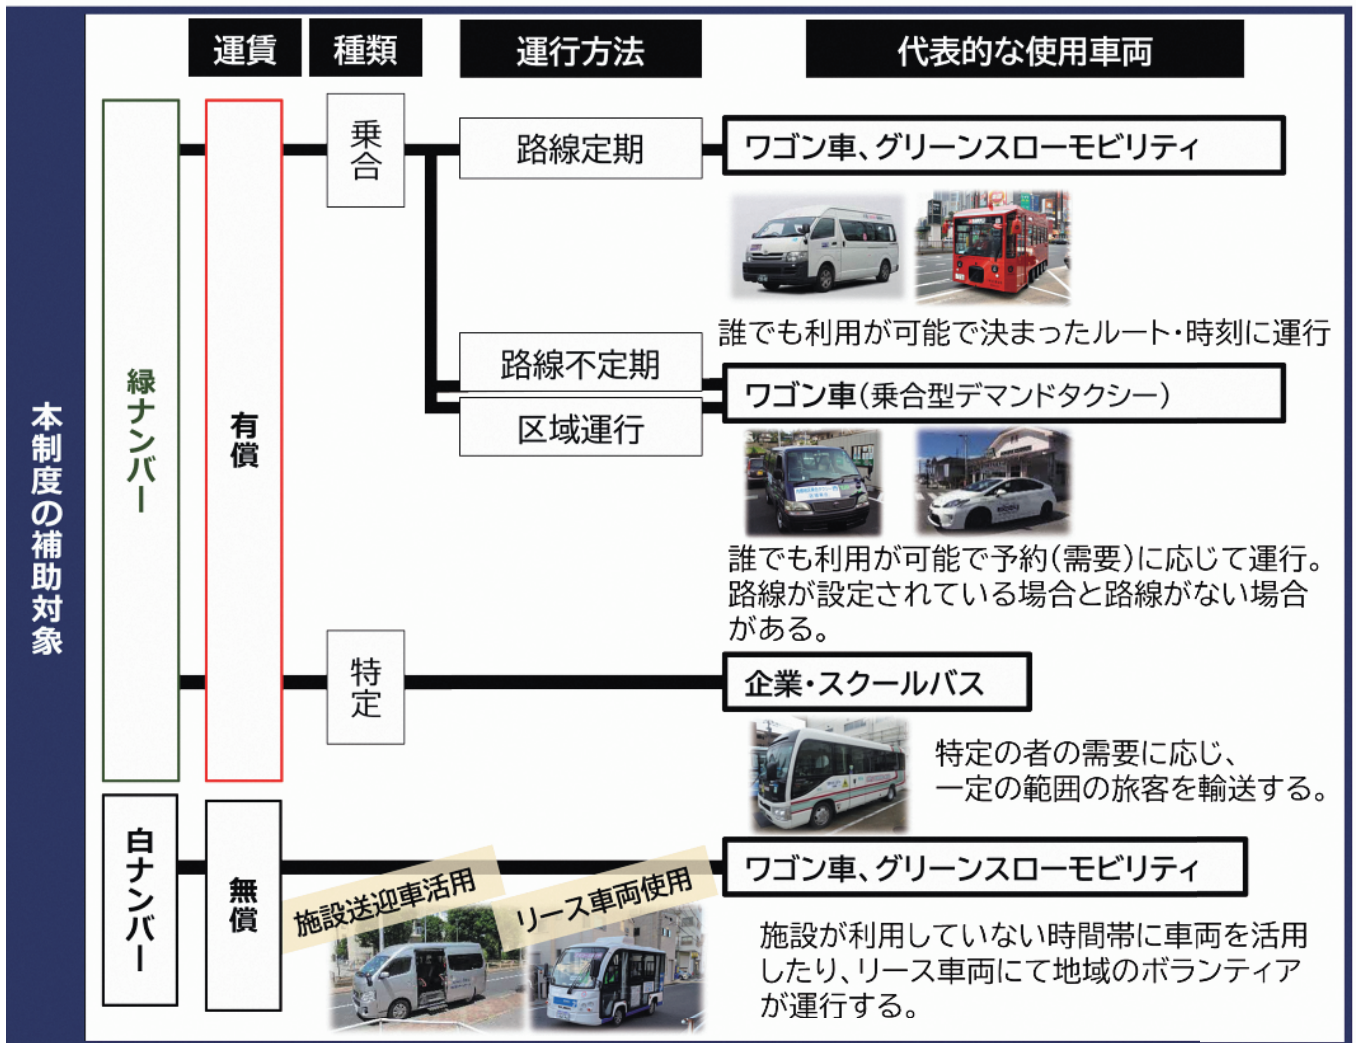 運賃
種類
運行方法
代表的な使用車両
本制度の補助対象
緑ナンバー
有償
乗合
路線定期
ワゴン車、グリーンスローモビリティ
誰でも利用が可能で決まったルート・時刻に運行
路線不定期
区域運行
ワゴン車(乗合型デマンドタクシー)
誰でも利用が可能で予約(需要)に応じて運行。
路線が設定されている場合と路線がない場合
がある。
特定
企業・スクールバス
特定の者の需要に応じ、
一定の範囲の旅客を輸送する。
白ナンバー
無償
施設送迎車活用
リース車両使用
ワゴン車、グリーンスローモビリティ
施設が利用していない時間帯に車両を活用
したり、リース車両にて地域のボランティア
が運行する。